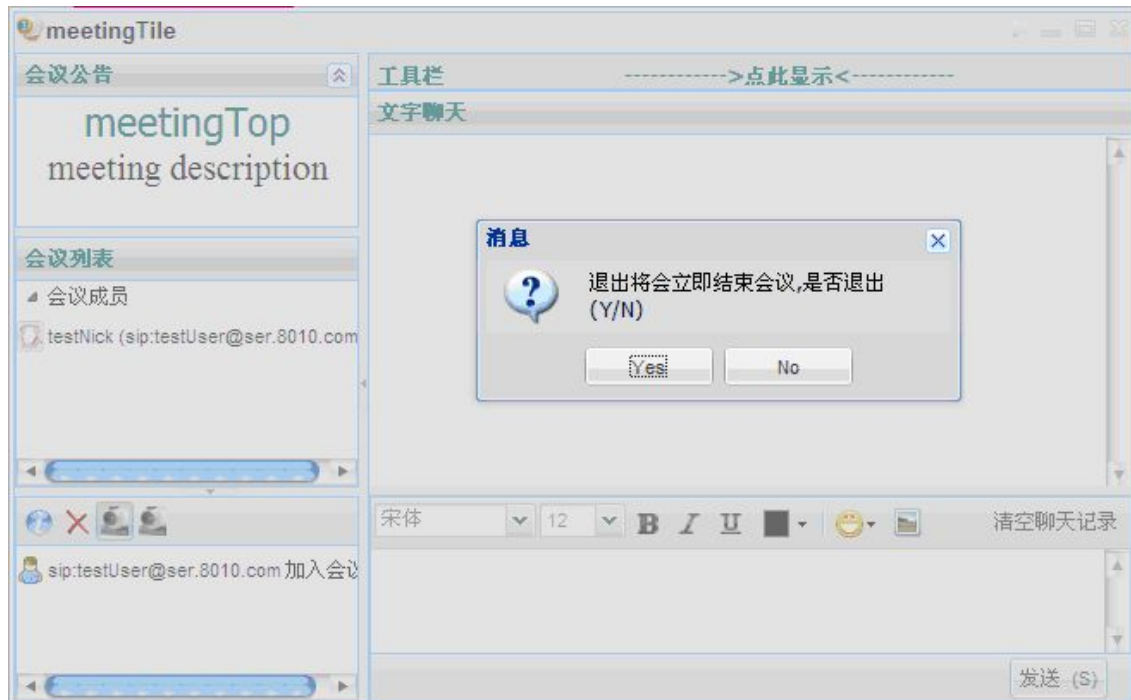 meetingTile
会议公告
meetingTop
meeting description
会议列表
会议成员
testNick (sip:testUser@ser.8010.com
sip:testUser@ser.8010.com 加入会议
工具栏 ------------>点此显示<------------
文字聊天
消息
退出将会立即结束会议,是否退出
(Y/N)
Yes No
宋体 12 B I U 清空聊天记录
发送 (S)